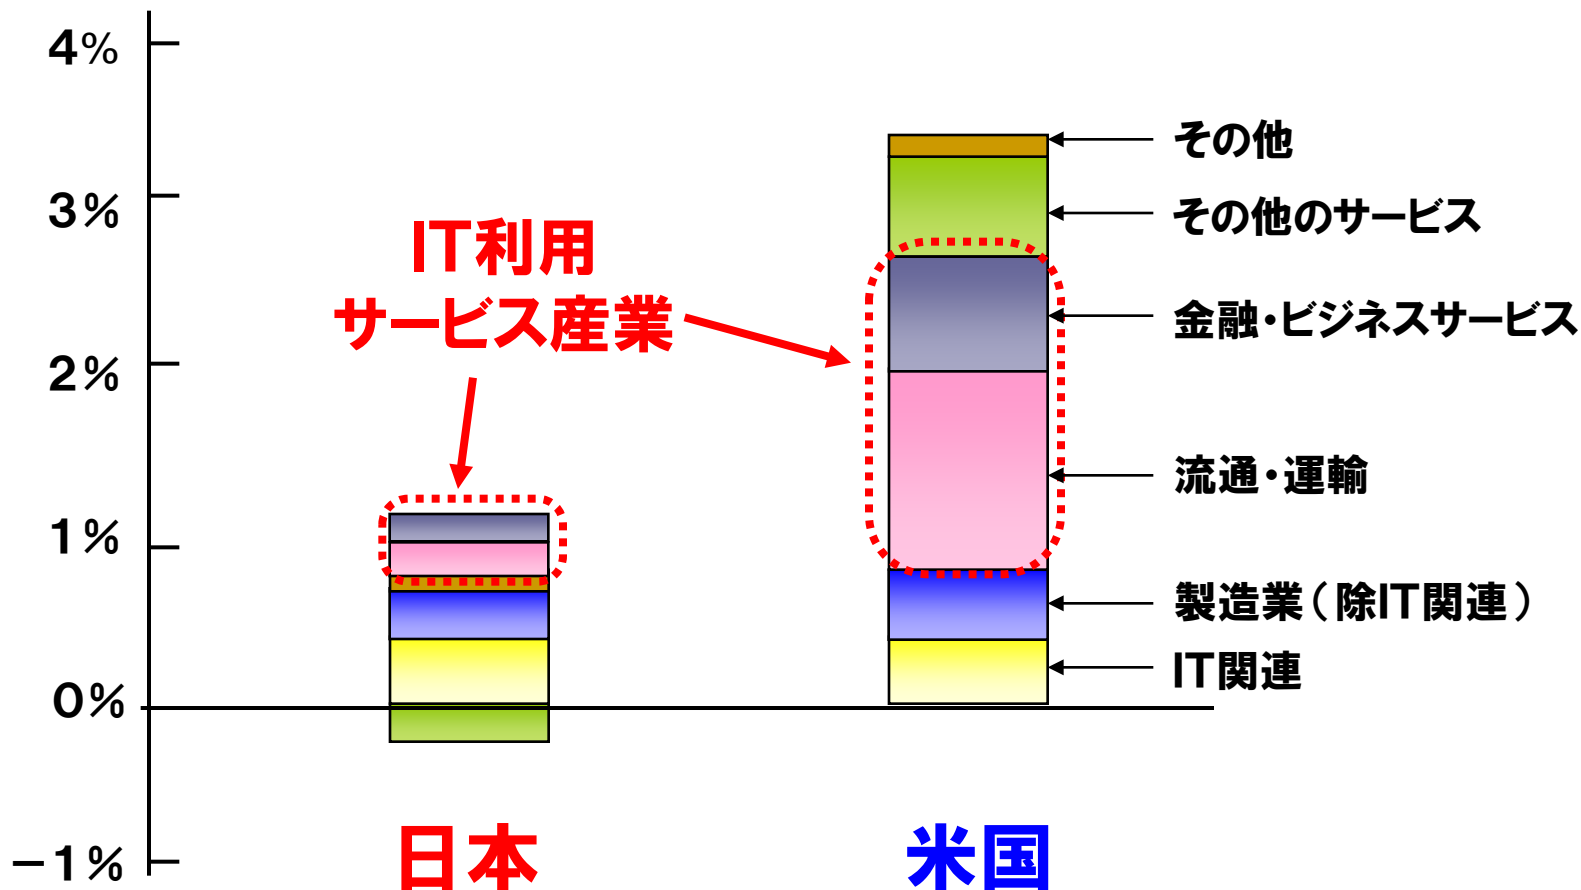 4%
3%
2%
1%
0%
−1%
IT利用
サービス産業
その他
その他のサービス
金融・ビジネスサービス
流通・運輸
製造業（除IT関連）
IT関連
日本
米国